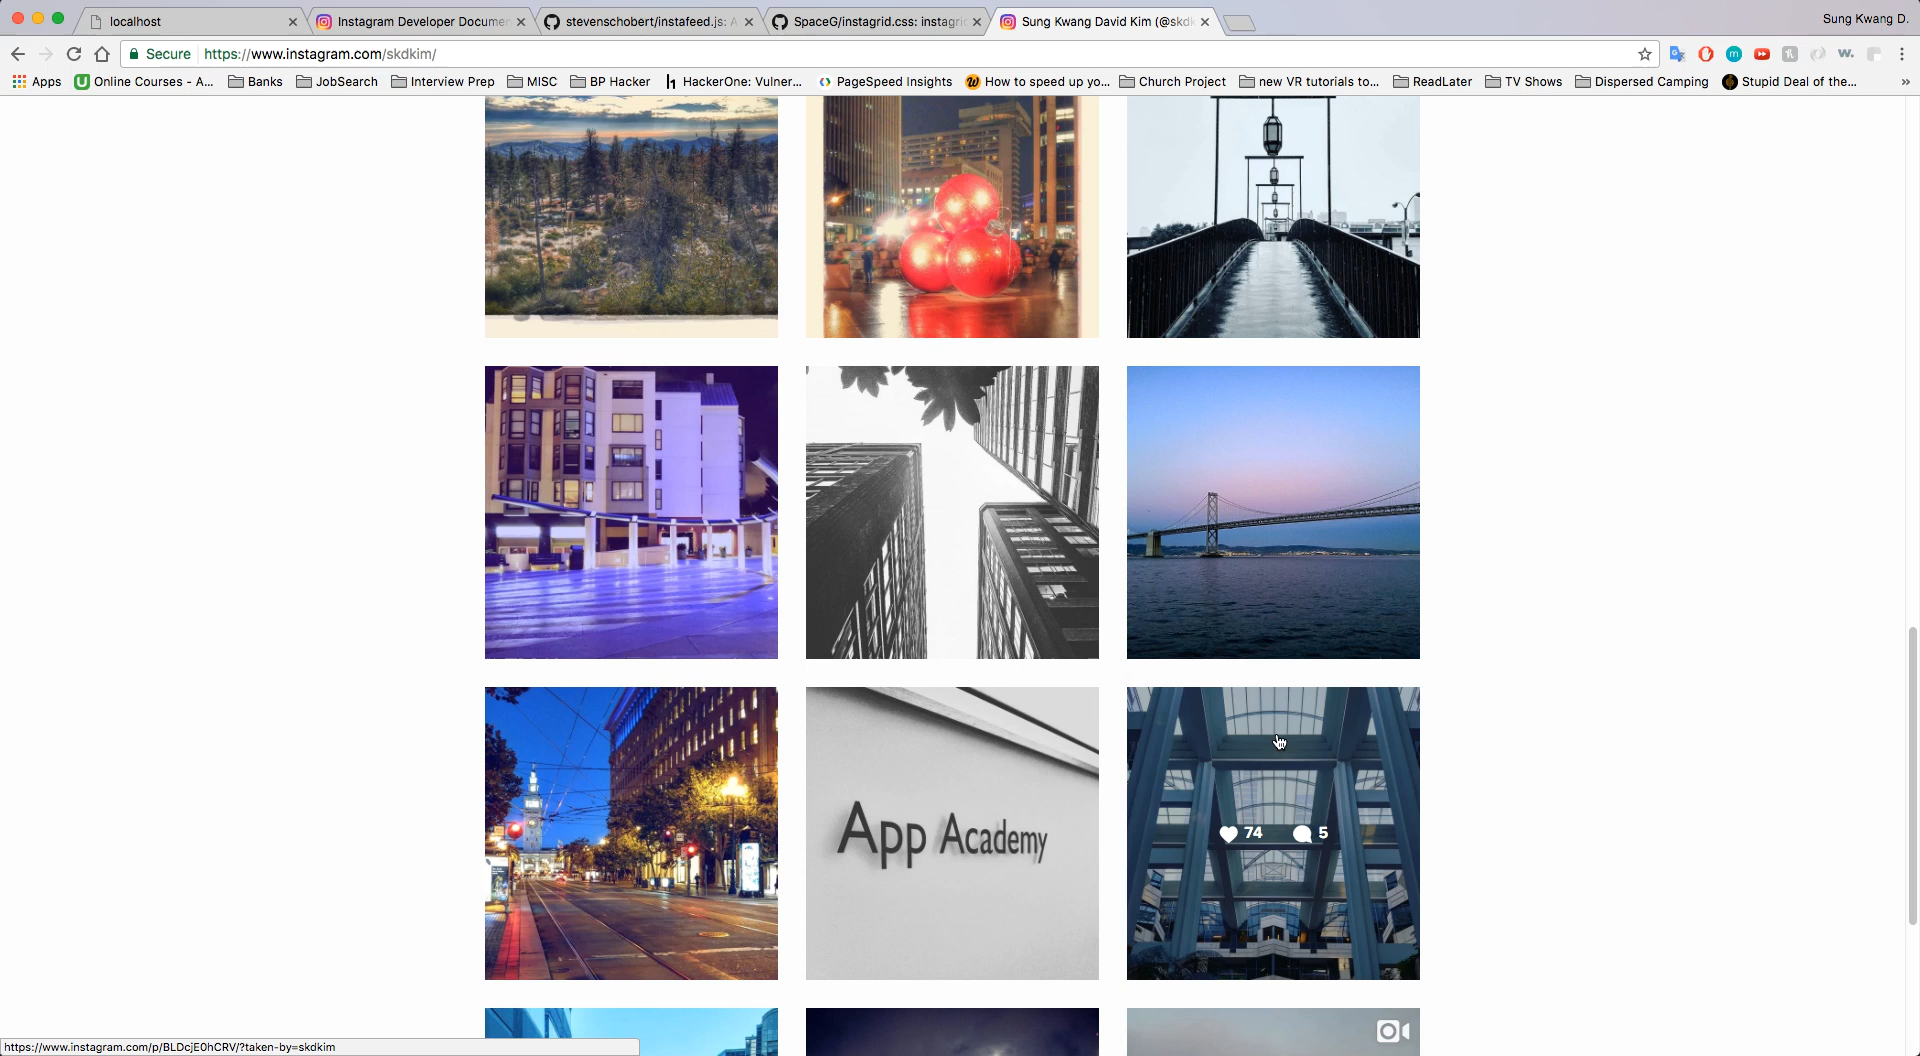 localhost
Instagram Developer Documen
stevenschobert/instafeed.js: A
SpaceG/instagrid.css: instagri
Sung Kwang David Kim (@skdk
Sung Kwang D.
Secure
https://www.instagram.com/skdkim/
Apps
Online Courses - A...
Banks
JobSearch
Interview Prep
MISC
BP Hacker
HackerOne: Vulner...
PageSpeed Insights
How to speed up yo...
Church Project
new VR tutorials to...
ReadLater
TV Shows
Dispersed Camping
Stupid Deal of the...
»
App Academy
74
5
https://www.instagram.com/p/BLDcjE0hCRV/?taken-by=skdkim